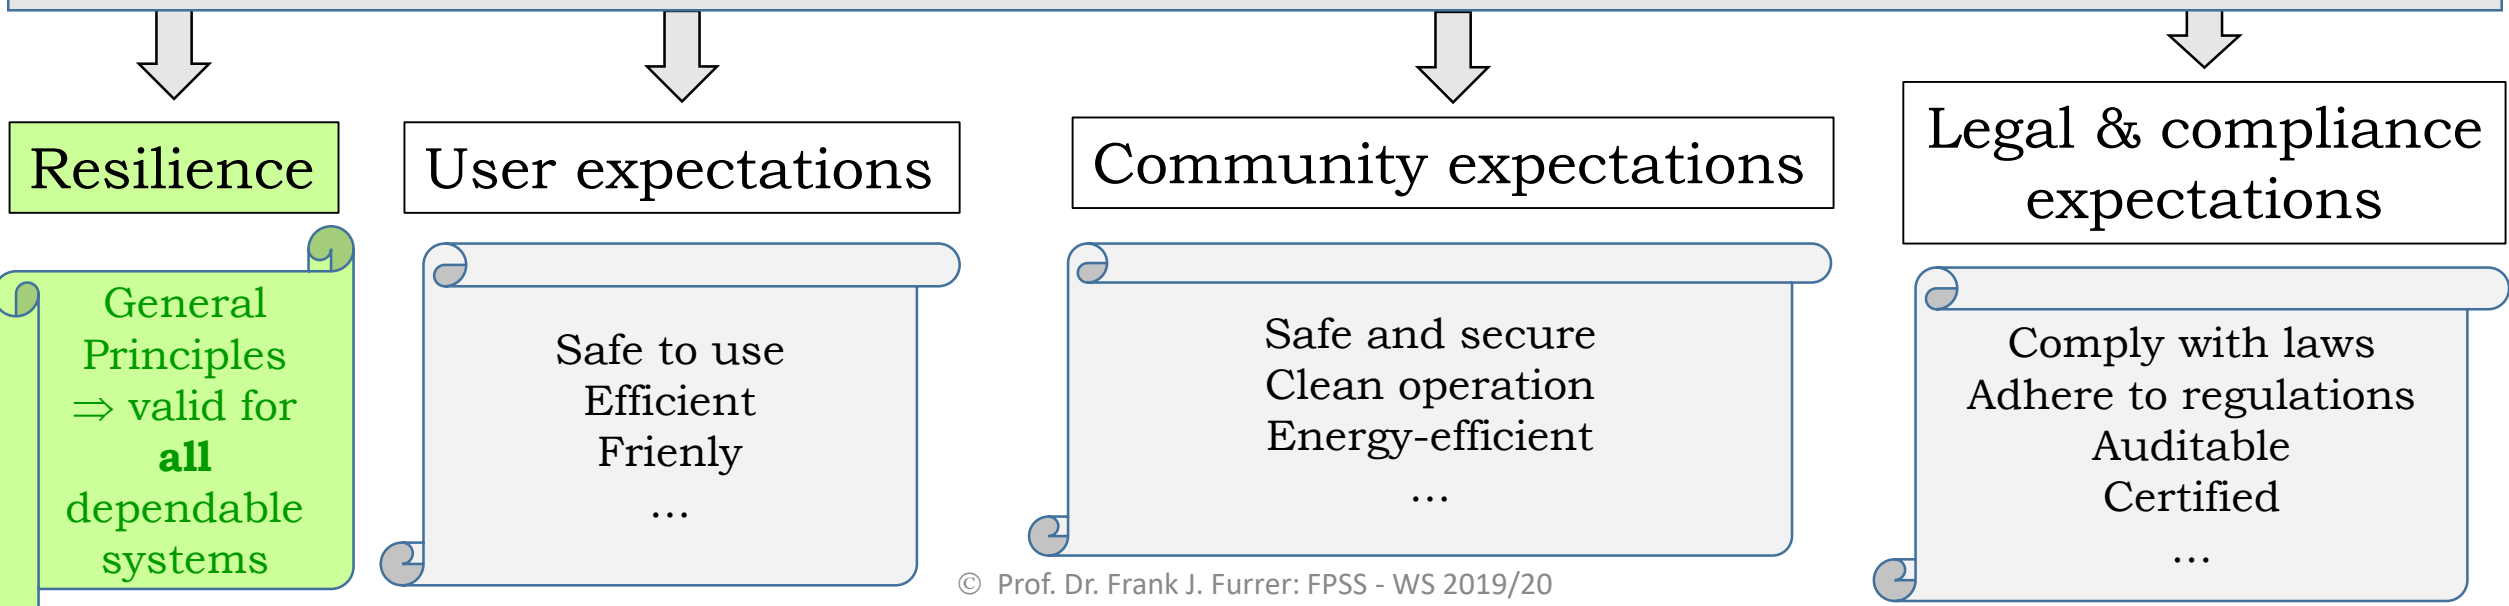 Resilience
User expectations
Community expectations
Legal & compliance
expectations
General
Principles
⇒ valid for
all
dependable
systems
Safe to use
Efficient
Frienly
…
Safe and secure
Clean operation
Energy-efficient
…
Comply with laws
Adhere to regulations
Auditable
Certified
…
© Prof. Dr. Frank J. Furrer: FPSS - WS 2019/20